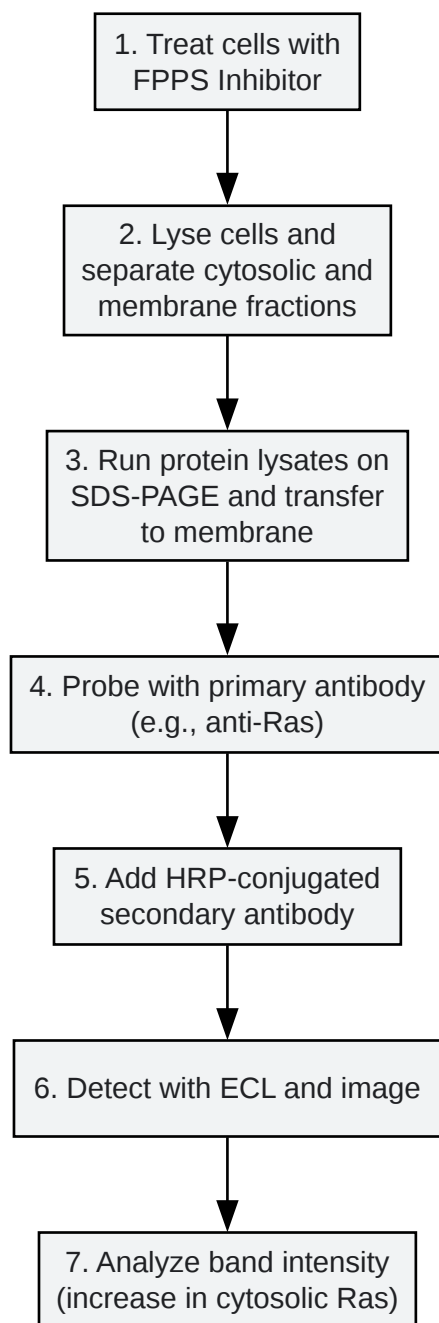 1. Treat cells with
FPPS Inhibitor
2. Lyse cells and
separate cytosolic and
membrane fractions
3. Run protein lysates on
SDS-PAGE and transfer
to membrane
4. Probe with primary antibody
(e.g., anti-Ras)
5. Add HRP-conjugated
secondary antibody
6. Detect with ECL and image
7. Analyze band intensity
(increase in cytosolic Ras)